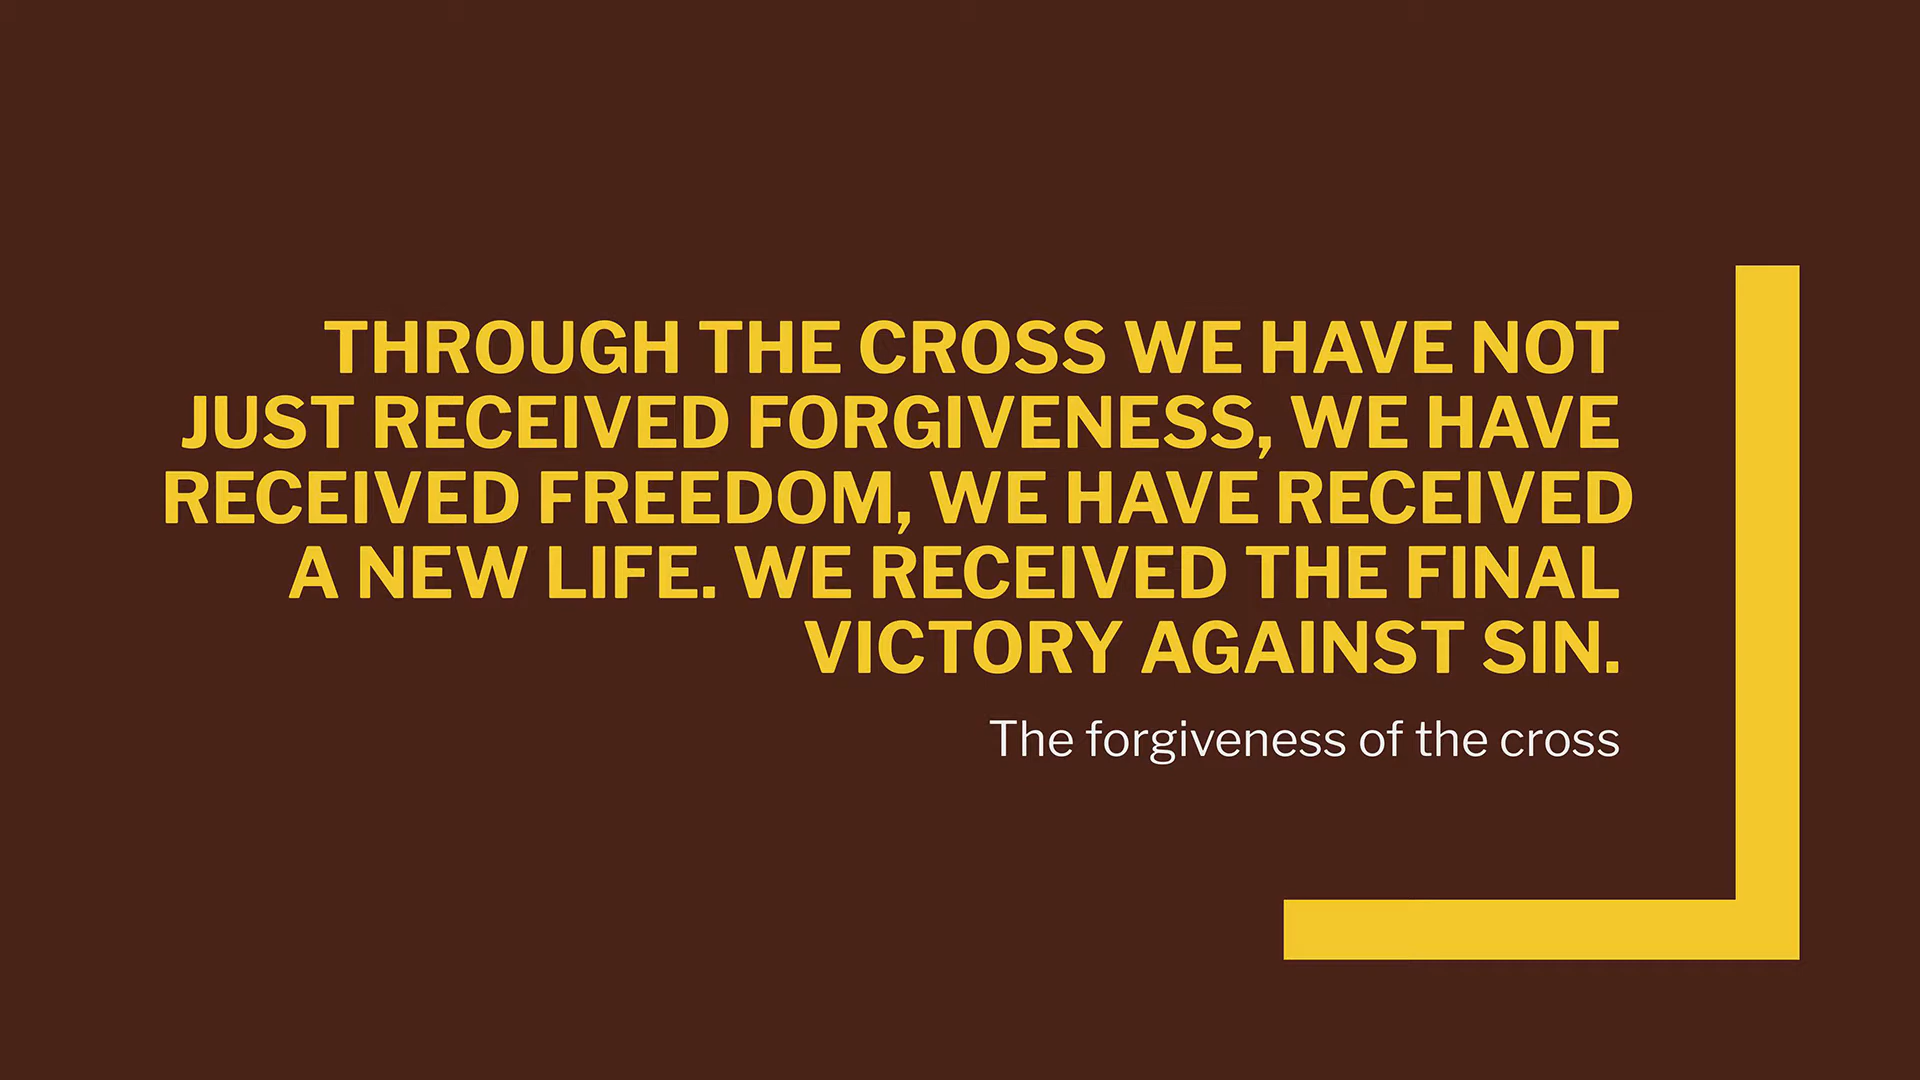 THROUGH THE CROSS WE HAVE NOT
JUST RECEIVED FORGIVENESS, WE HAVE
RECEIVED FREEDOM, WE HAVE RECEIVED
A NEW LIFE. WE RECEIVED THE FINAL
VICTORY AGAINST SIN.
The forgiveness of the cross